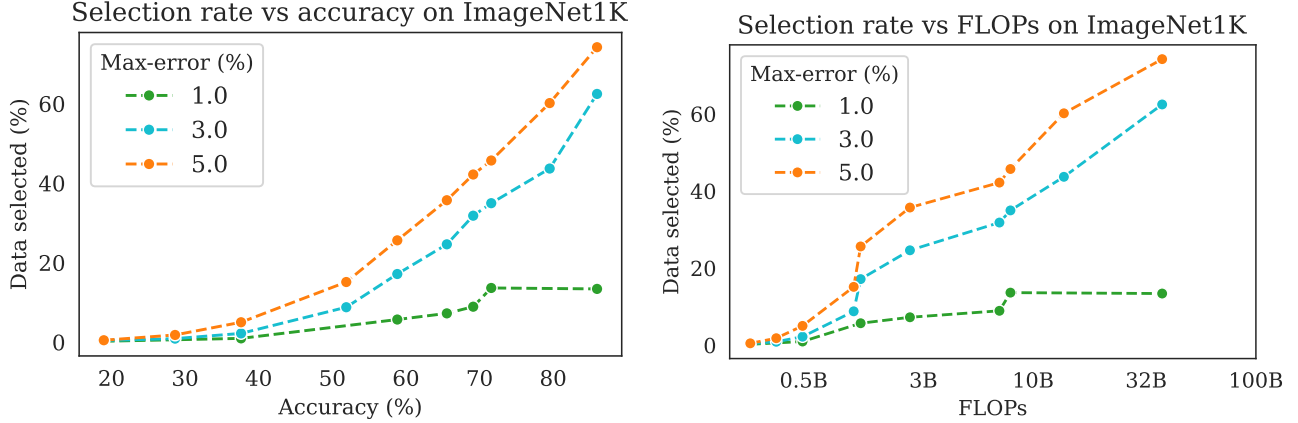 Selection rate vs accuracy on ImageNet1K
Max-error (%)
1.0
3.0
5.0
Data selected (%)
60
40
20
0
20 30 40 50 60 70 80
Accuracy (%)
Selection rate vs FLOPs on ImageNet1K
Max-error (%)
1.0
3.0
5.0
Data selected (%)
60
40
20
0
0.5B 3B 10B 32B 100B
FLOPs